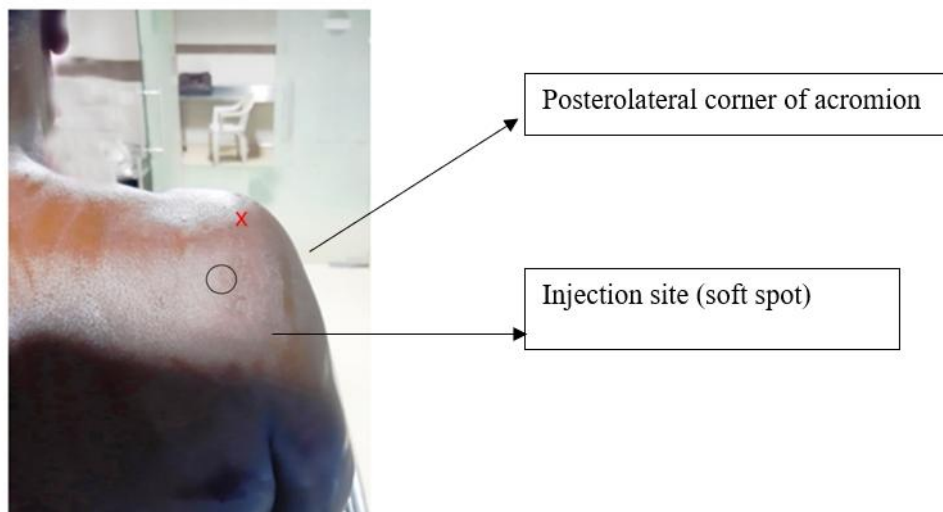 Posterolateral corner of acromion
x
Injection site (soft spot)